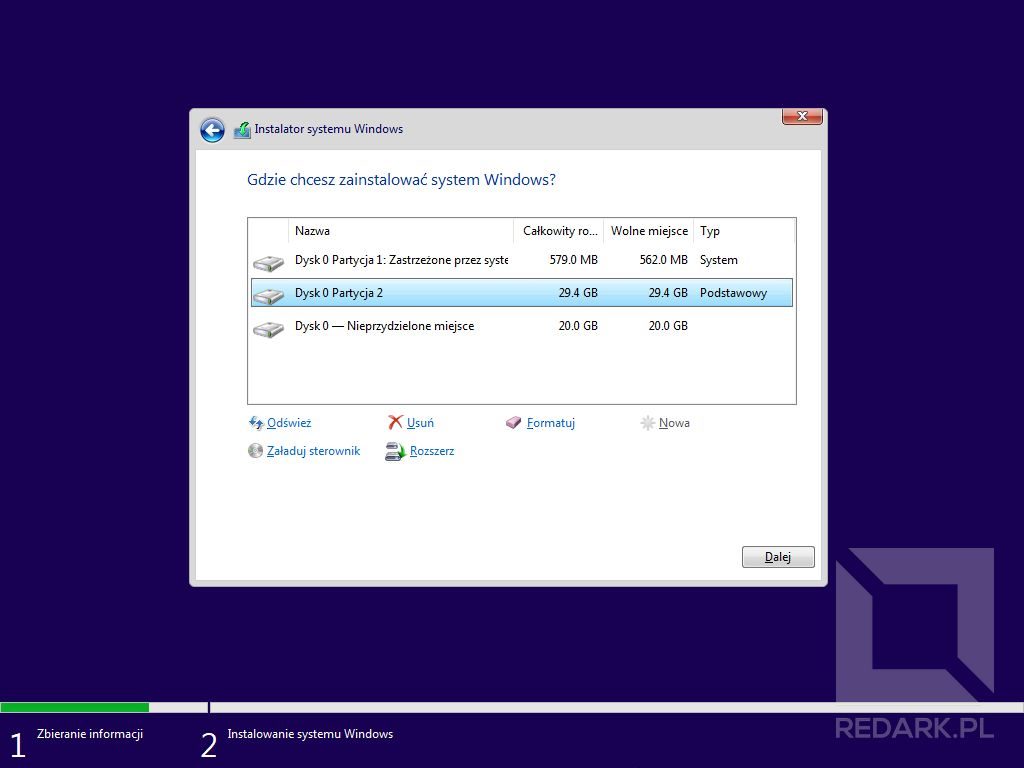 Instalator systemu Windows
Gdzie chcesz zainstalować system Windows?
Nazwa Całkowity ro... Wolne miejsce Typ
Dysk 0 Partycja 1: Zastrzeżone przez syste 579.0 MB 562.0 MB System
Dysk 0 Partycja 2 29.4 GB 29.4 GB Podstawowy
Dysk 0 — Nieprzydzielone miejsce 20.0 GB 20.0 GB
Odśwież Usuń Formatuj Nowa
Załaduj sterownik Rozszerz
Dalej
REDARK.PL
1 Zbieranie informacji 2 Instalowanie systemu Windows